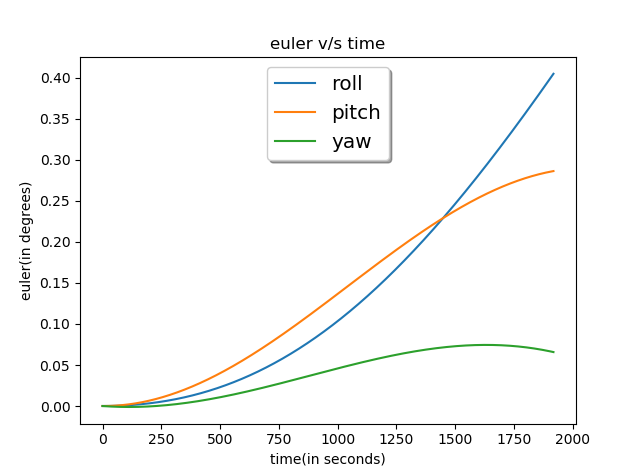 euler v/s time
roll
pitch
yaw
0.40
0.35
0.30
0.25
0.20
0.15
0.10
0.05
0.00
euler(in degrees)
0 250 500 750 1000 1250 1500 1750 2000
time(in seconds)